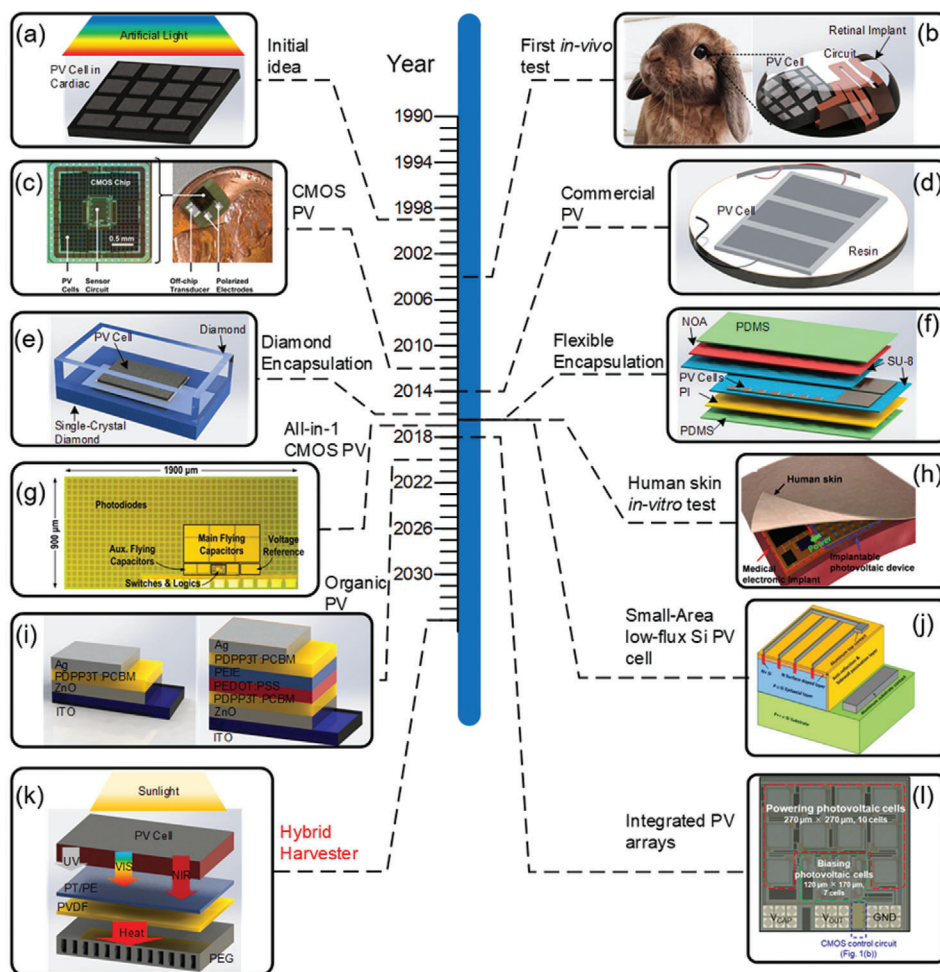 (a)
Artificial Light
PV Cell in
Cardiac
Initial
idea
Year
First in-vivo
test
(b)
Retinal Implant
Circuit
PV Cell
1990
1994
1998
2002
2006
2010
2014
2018
2022
2026
2030
(c)
CMOS Chip
0.5 mm
PV
Cells
Sensor
Circuit
Off-chip
Transducer
Polarized
Electrodes
CMOS
PV
Commercial
PV
(d)
PV Cell
Resin
(e)
PV Cell
Diamond
Single-Crystal
Diamond
Diamond
Encapsulation
Flexible
Encapsulation
(f)
NOA
PDMS
SU-8
PV Cells
PI
PDMS
All-in-1
CMOS PV
(g)
1900 µm
900 µm
Photodiodes
Main Flying
Capacitors
Aux. Flying
Capacitors
Voltage
Reference
Switches & Logics
Human skin
in-vitro test
(h)
Human skin
Power
Medical
electronic implant
Implantable
photovoltaic device
Organic
PV
(i)
Ag
PDPP3T:PCBM
ZnO
ITO
Ag
PDPP3T:PCBM
PEIE
PEDOT:PSS
PDPP3T:PCBM
ZnO
ITO
Small-Area
low-flux Si PV
cell
(j)
P++ Si Substrate
(k)
Sunlight
PV Cell
UV
VIS
NIR
PT/PE
PVDF
Heat
PEG
Hybrid
Harvester
Integrated PV
arrays
(l)
Powering photovoltaic cells
270 µm × 270 µm, 10 cells
Biasing
photovoltaic cells
120 µm × 170 µm,
7 cells
VCAP
VOUT
GND
CMOS control circuit
(Fig. 1(b))